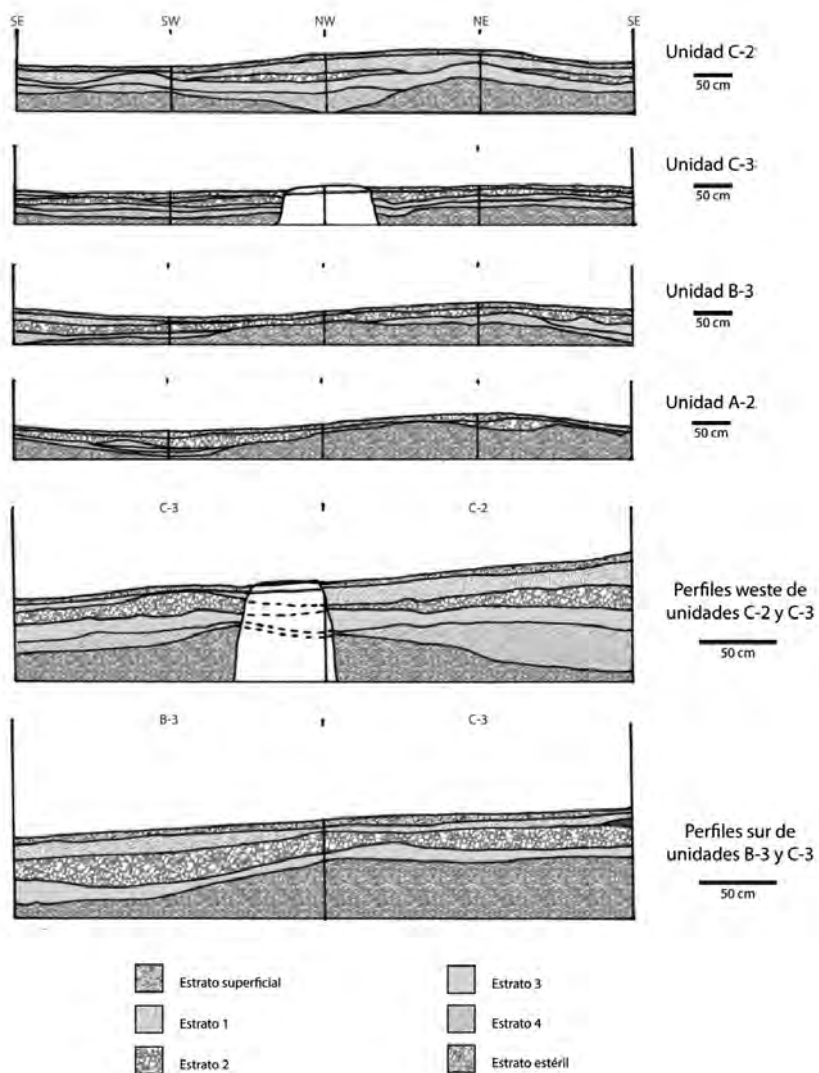 SE SW NW NE SE
Unidad C-2
50 cm
Unidad C-3
50 cm
Unidad B-3
50 cm
Unidad A-2
50 cm
C-3 C-2
Perfiles weste de
unidades C-2 y C-3
50 cm
B-3 C-3
Perfiles sur de
unidades B-3 y C-3
50 cm
Estrato superficial
Estrato 1
Estrato 2
Estrato 3
Estrato 4
Estrato estéril